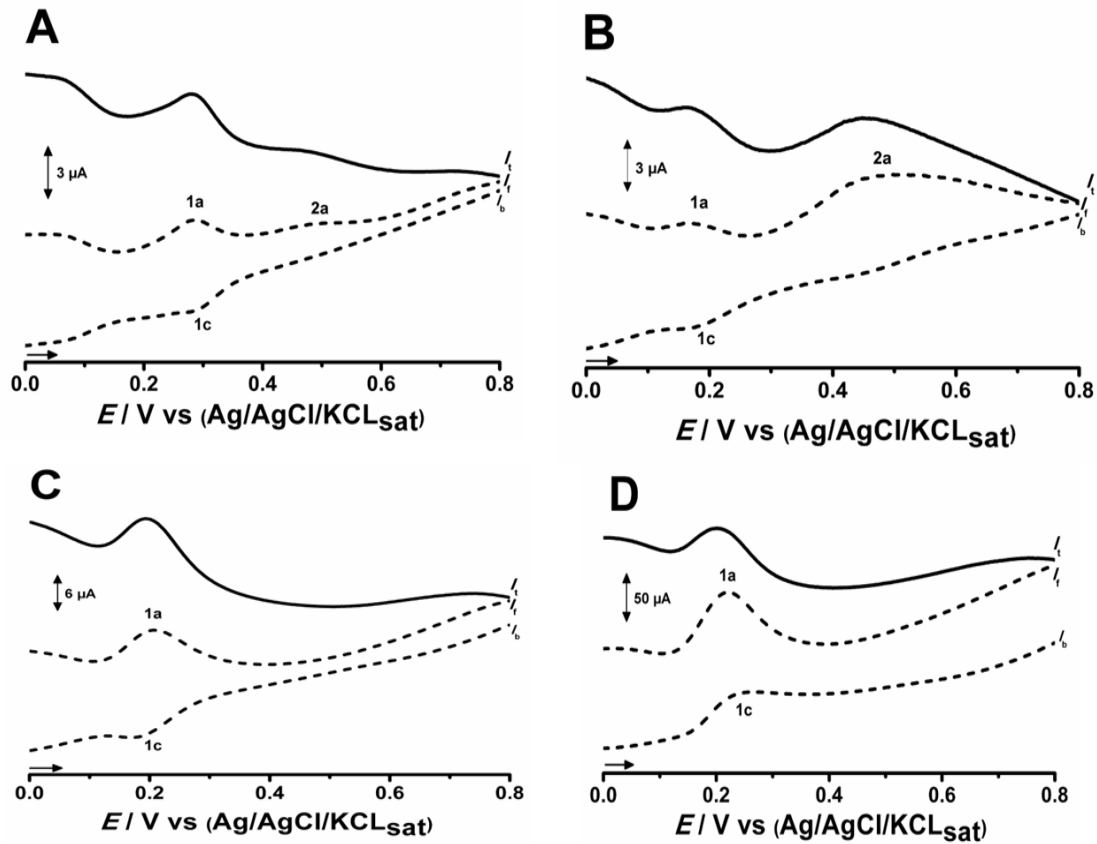 A
3 µA
1a
2a
1c
I t
I f
I b
0.0 0.2 0.4 0.6 0.8
E / V vs (Ag/AgCl/KCLsat)
B
3 µA
1a
2a
1c
I t
I f
I b
0.0 0.2 0.4 0.6 0.8
E / V vs (Ag/AgCl/KCLsat)
C
6 µA
1a
1c
I t
I f
I b
0.0 0.2 0.4 0.6 0.8
E / V vs (Ag/AgCl/KCLsat)
D
50 µA
1a
1c
I t
I f
I b
0.0 0.2 0.4 0.6 0.8
E / V vs (Ag/AgCl/KCLsat)